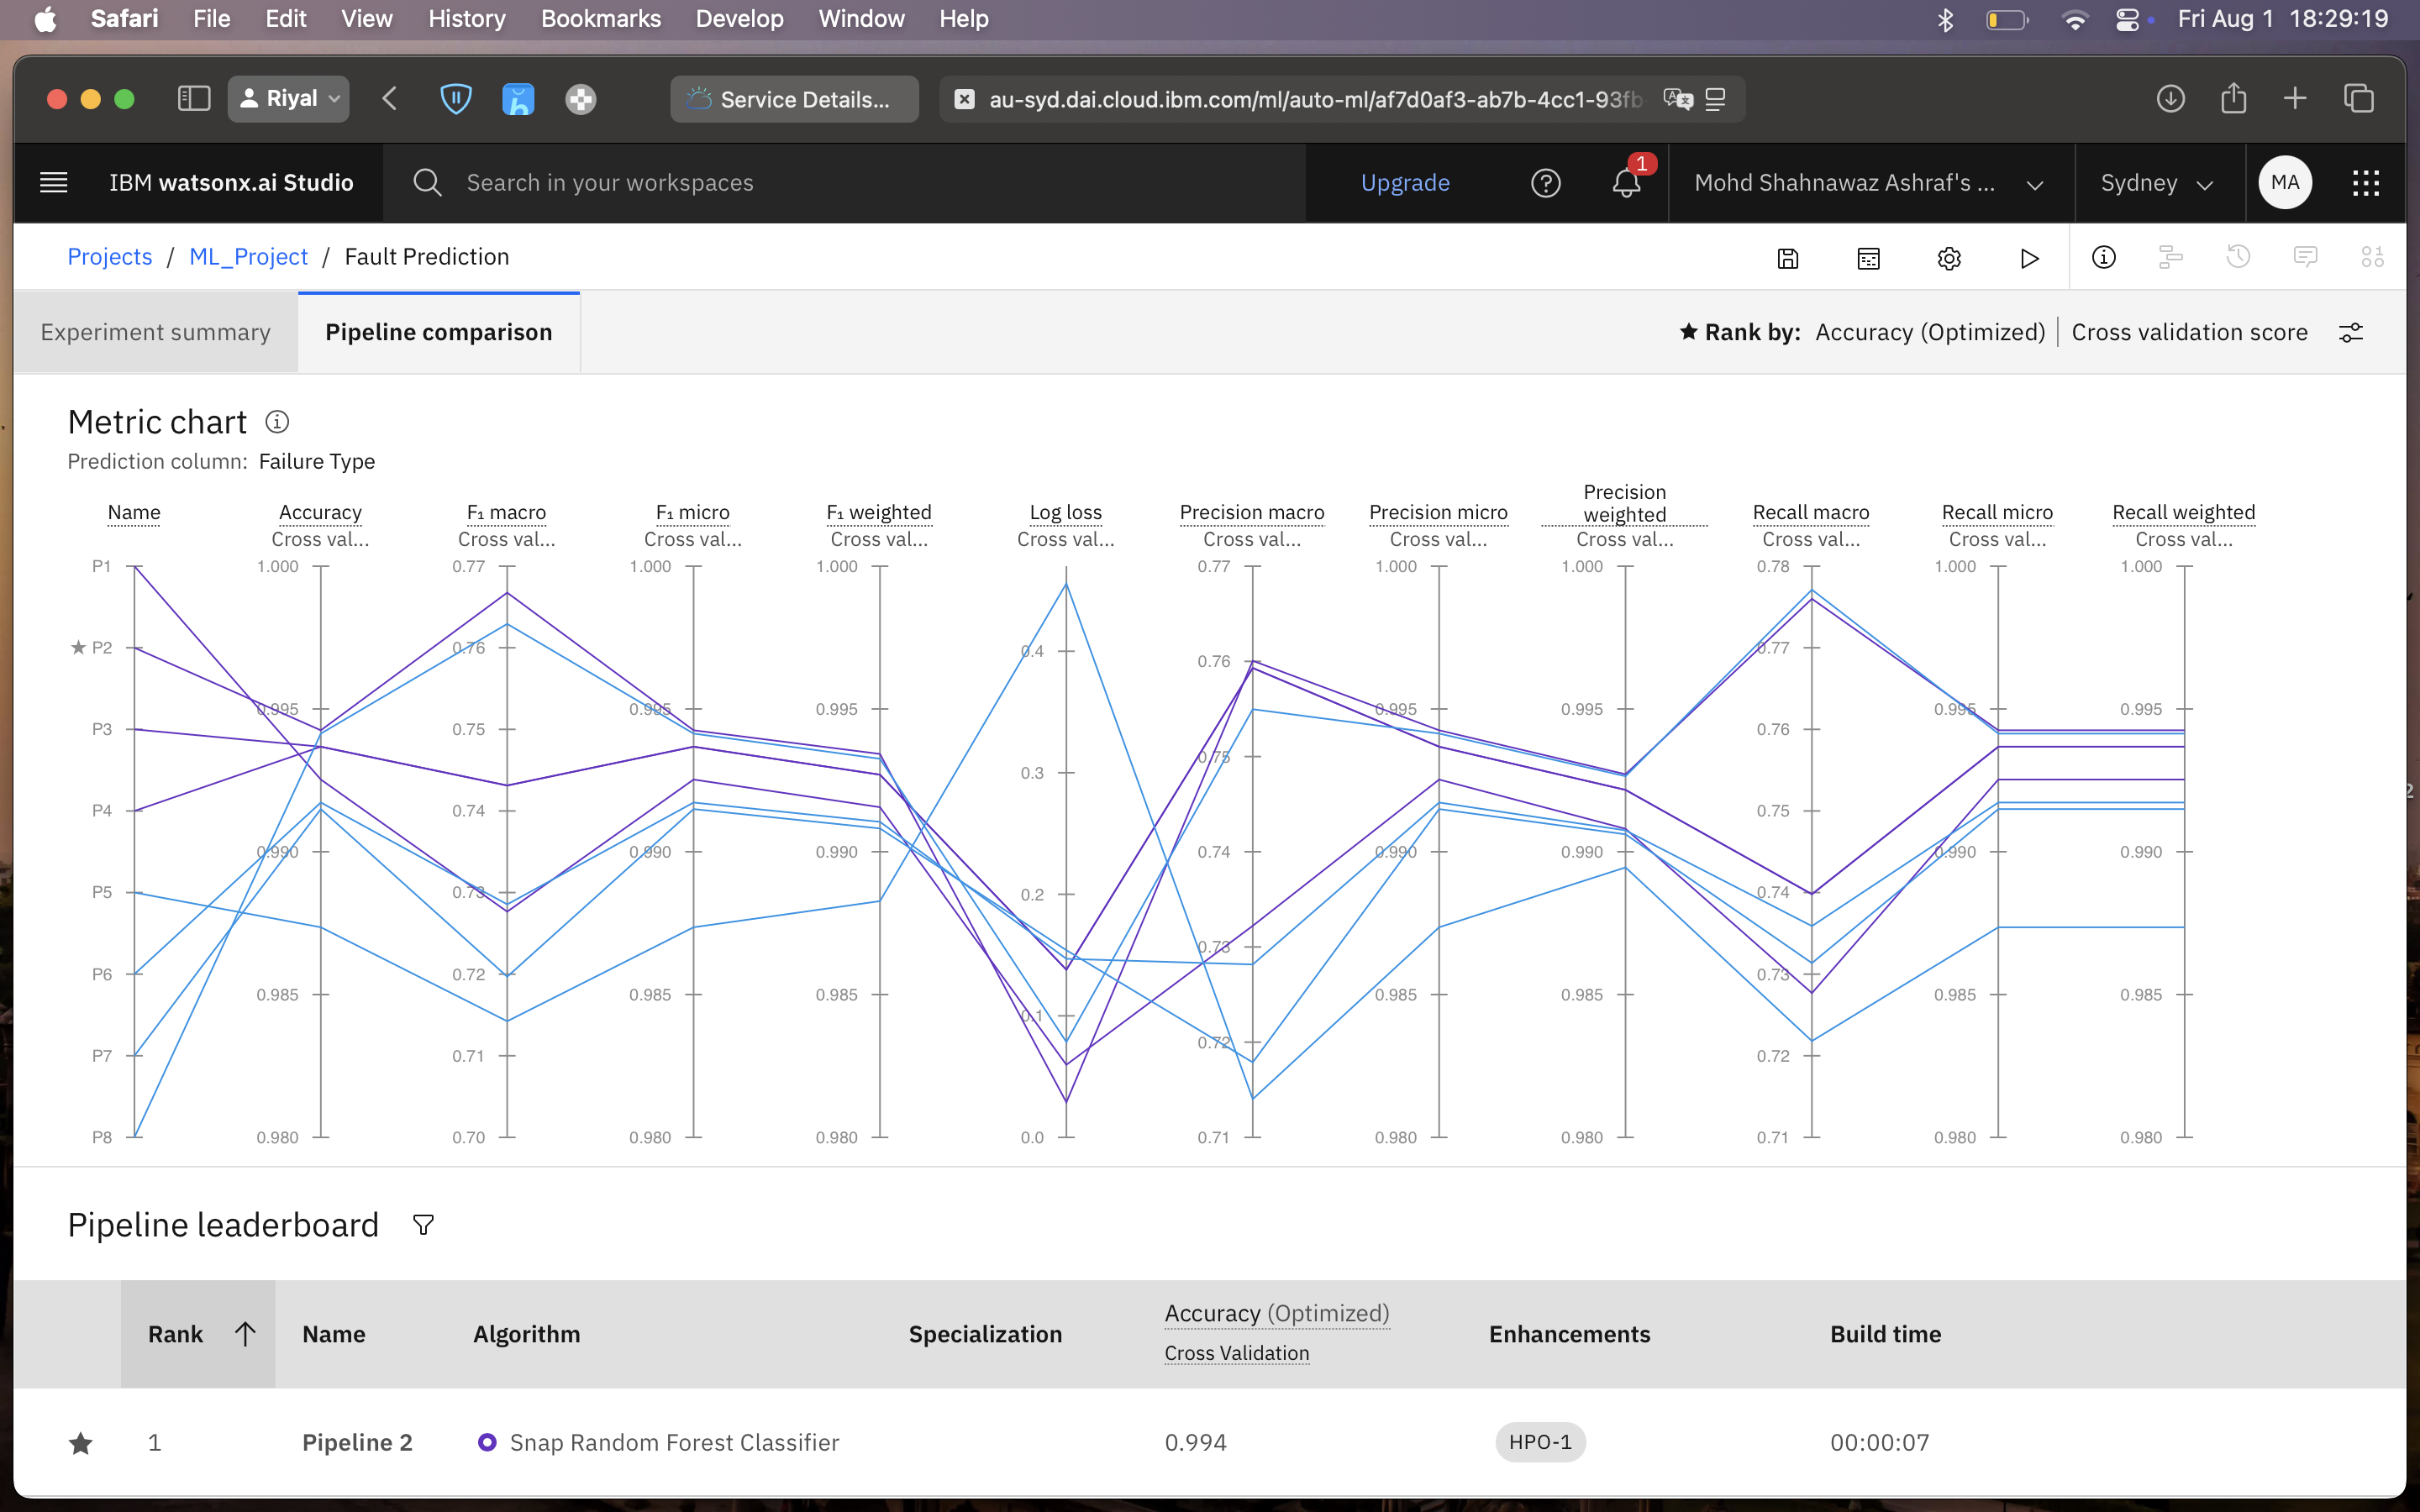 Safari File Edit View History Bookmarks Develop Window Help Fri Aug 1 18:29:19
Riyal Service Details... au-syd.dai.cloud.ibm.com/ml/auto-ml/af7d0af3-ab7b-4cc1-93fb
IBM watsonx.ai Studio Search in your workspaces Upgrade 1 Mohd Shahnawaz Ashraf's ... Sydney MA
Projects / ML_Project / Fault Prediction
Experiment summary Pipeline comparison Rank by: Accuracy (Optimized) | Cross validation score
Metric chart
Prediction column: Failure Type
Name Accuracy F₁ macro F₁ micro F₁ weighted Log loss Precision macro Precision micro Precision weighted Recall macro Recall micro Recall weighted
Cross val... Cross val... Cross val... Cross val... Cross val... Cross val... Cross val... Cross val... Cross val... Cross val... Cross val...
P1 1.000 0.77 1.000 1.000 0.77 1.000 1.000 0.78 1.000 1.000
P2 0.76 0.4 0.76 0.77
0.995 0.995 0.995 0.995 0.995 0.995 0.995
P3 0.75 0.3 0.75 0.76
P4 0.74 0.75
0.990 0.990 0.990 0.74 0.990 0.990 0.990 0.990
P5 0.73 0.2 0.74
P6 0.72 0.73 0.73
0.985 0.985 0.985 0.1 0.985 0.985 0.985 0.985
P7 0.71 0.72 0.72
P8 0.980 0.70 0.980 0.980 0.0 0.71 0.980 0.980 0.71 0.980 0.980
Pipeline leaderboard
Rank Name Algorithm Specialization Accuracy (Optimized) Enhancements Build time
Cross Validation
1 Pipeline 2 Snap Random Forest Classifier 0.994 HPO-1 00:00:07